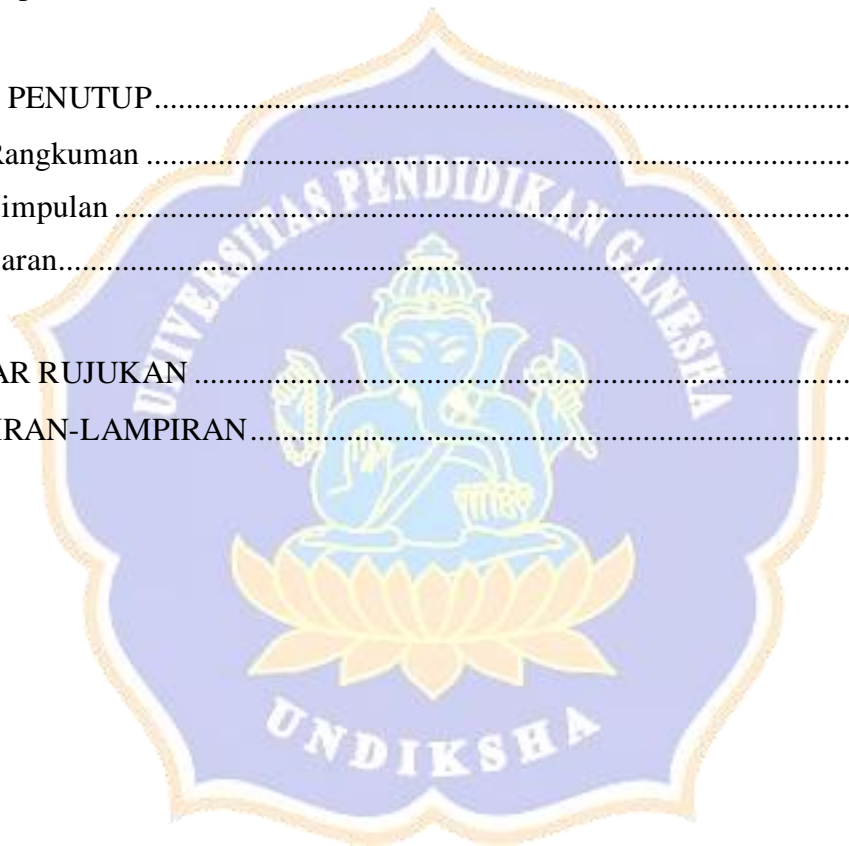 PENUTUP..............................................................................................
Rangkuman ..............................................................................................
impulan ..............................................................................................
aran..............................................................................................
AR RUJUKAN ..............................................................................................
IRAN-LAMPIRAN..............................................................................................
UNIVERSITAS PENDIDIKAN GANESHA
UNDIKSHA